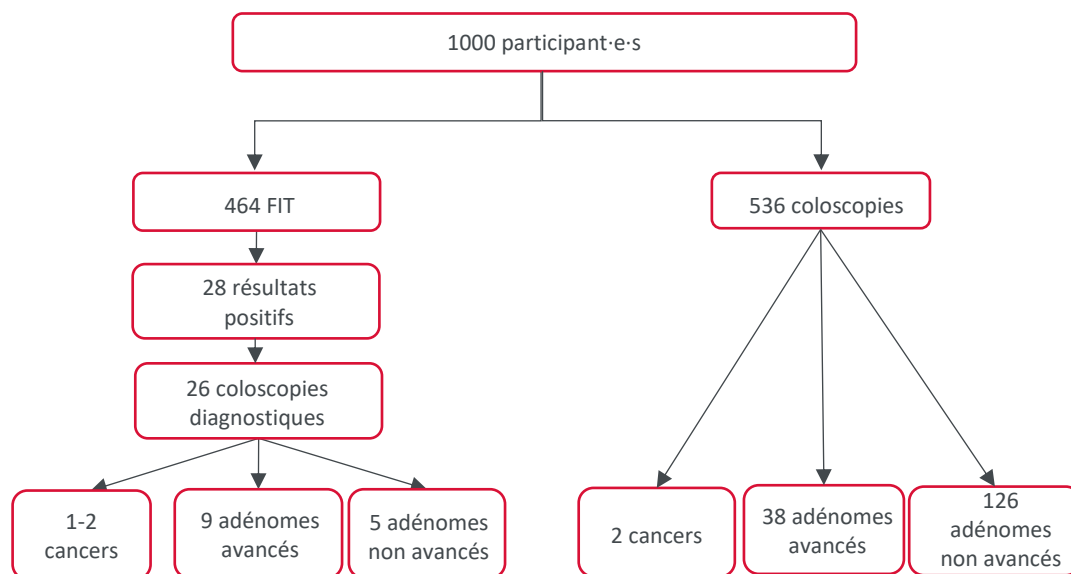 1000 participant·e·s
464 FIT
536 coloscopies
28 résultats
positifs
26 coloscopies
diagnostiques
1-2
cancers
9 adénomes
avancés
5 adénomes
non avancés
2 cancers
38 adénomes
avancés
126
adénomes
non avancés